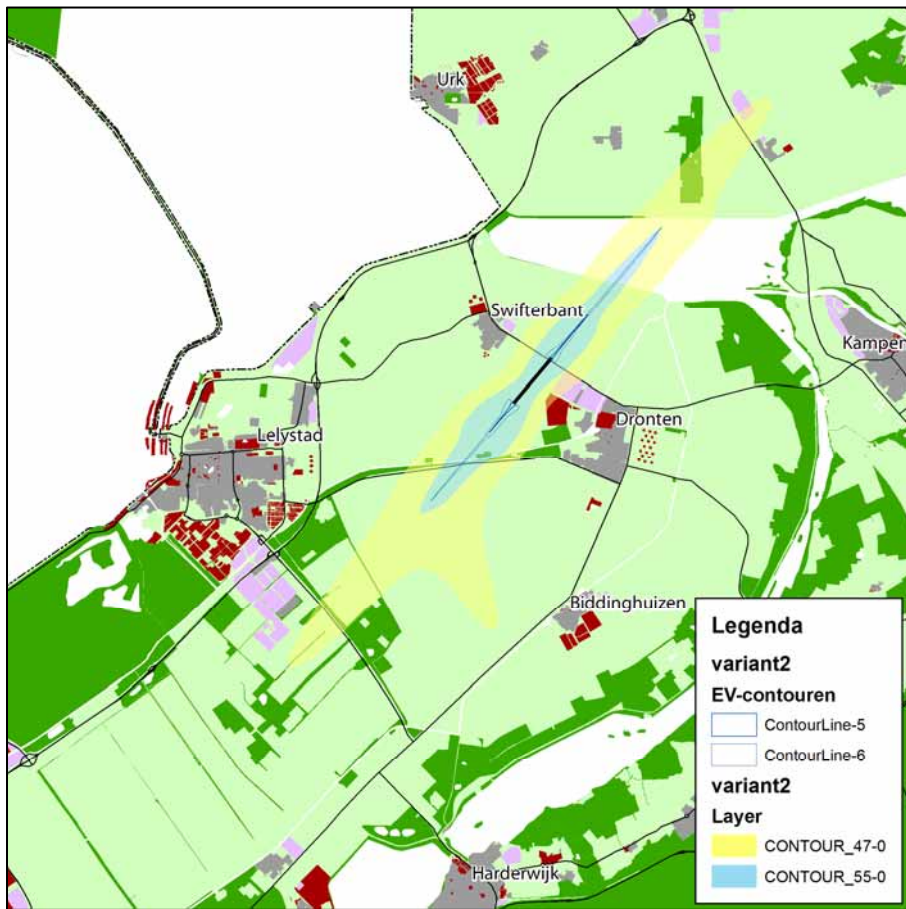 Urk
Swifterbant
Kampen
Dronten
Lelystad
Biddinghuizen
Harderwijk
Legenda
variant2
EV-contouren
ContourLine-5
ContourLine-6
variant2
Layer
CONTOUR_47-0
CONTOUR_55-0